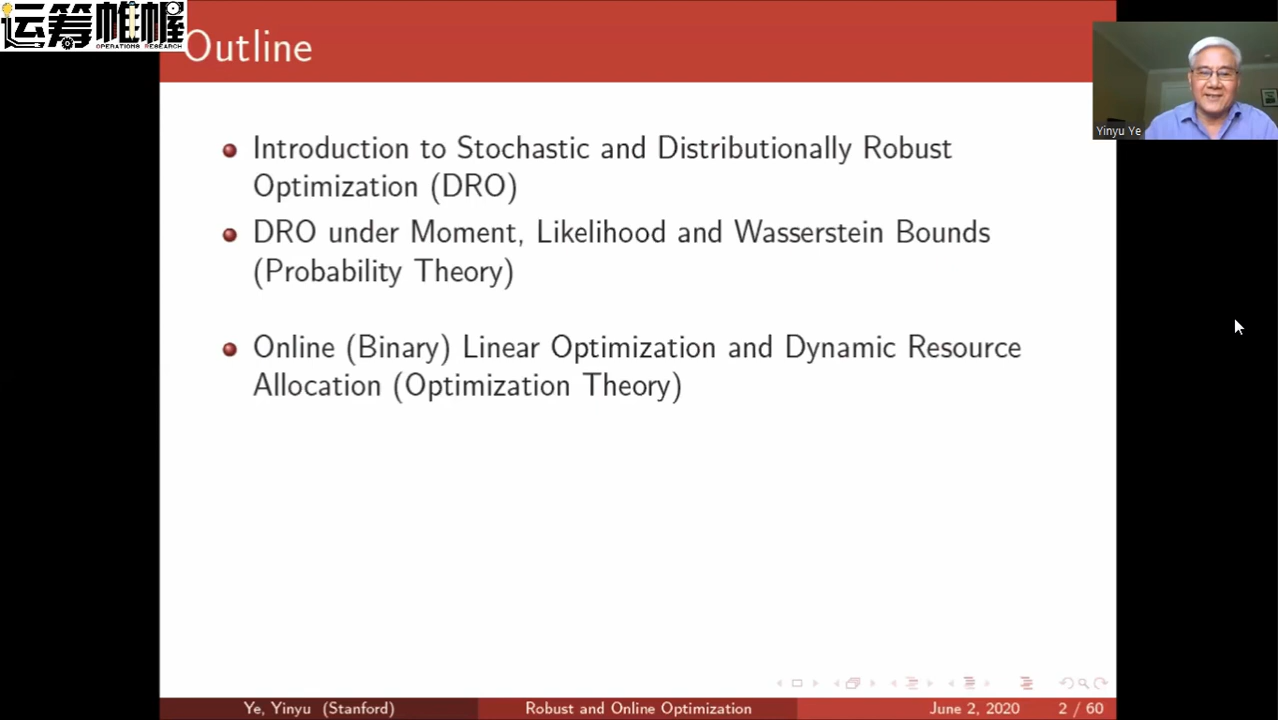 运筹帷幄
OPERATIONS RESEARCH
Outline
Introduction to Stochastic and Distributionally Robust
Optimization (DRO)
DRO under Moment, Likelihood and Wasserstein Bounds
(Probability Theory)
Online (Binary) Linear Optimization and Dynamic Resource
Allocation (Optimization Theory)
Yinyu Ye
Ye, Yinyu (Stanford) Robust and Online Optimization June 2, 2020 2 / 60